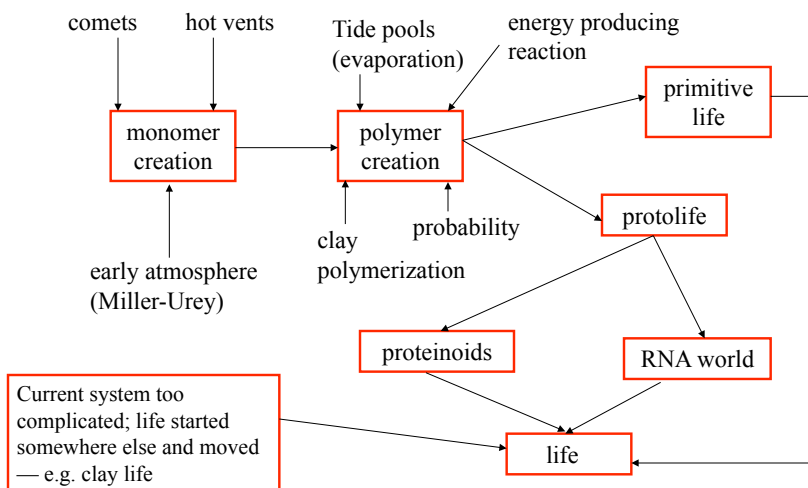 comets
hot vents
Tide pools
(evaporation)
energy producing
reaction
monomer
creation
polymer
creation
primitive
life
early atmosphere
(Miller-Urey)
clay
polymerization
probability
protolife
proteinoids
RNA world
Current system too
complicated; life started
somewhere else and moved
— e.g. clay life
life